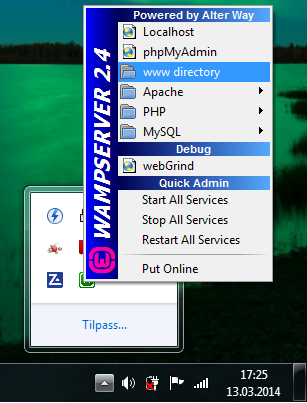 Powered by Alter Way
Localhost
phpMyAdmin
www directory
Apache
PHP
MySQL
Debug
webGrind
Quick Admin
Start All Services
Stop All Services
Restart All Services
Put Online
WAMPSERVER 2.4
Tilpass...
17:25
13.03.2014